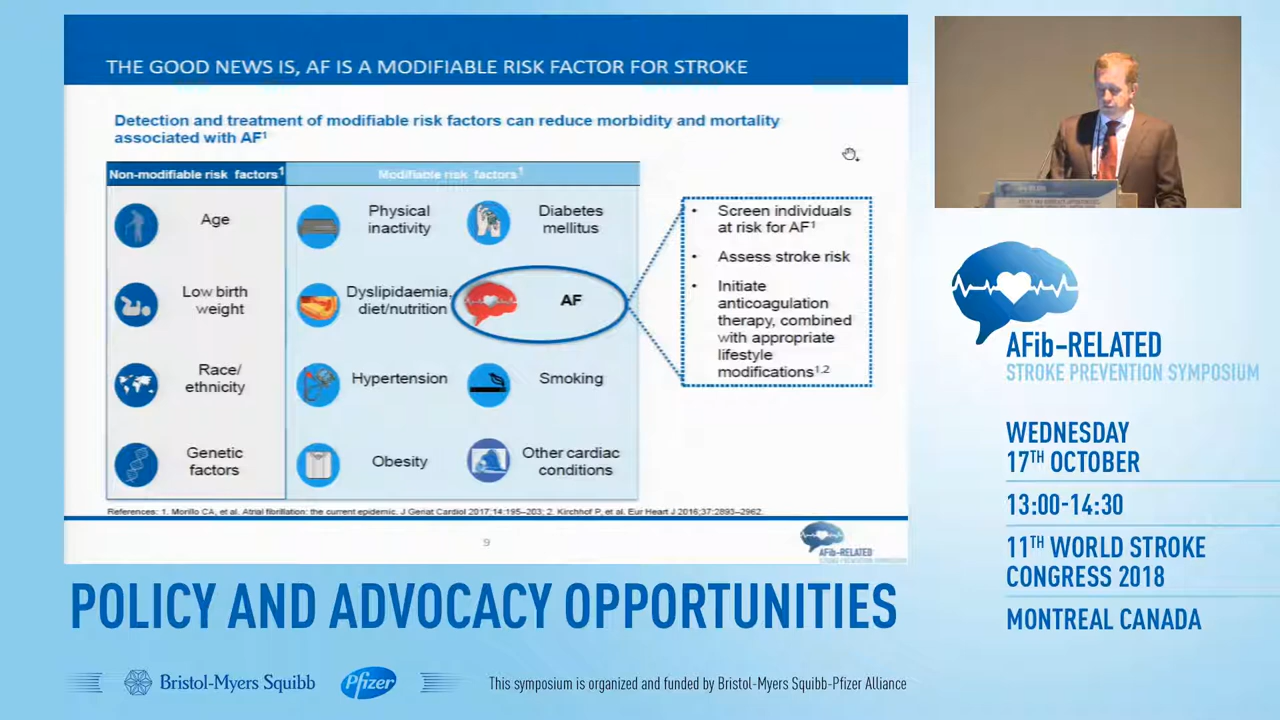 THE GOOD NEWS IS, AF IS A MODIFIABLE RISK FACTOR FOR STROKE
Detection and treatment of modifiable risk factors can reduce morbidity and mortality
associated with AF¹
Non-modifiable risk factors¹
Modifiable risk factors¹
Age
Low birth
weight
Race/
ethnicity
Genetic
factors
Physical
inactivity
Dyslipidaemia,
diet/nutrition
Hypertension
Obesity
Diabetes
mellitus
AF
Smoking
Other cardiac
conditions
• Screen individuals
at risk for AF¹
• Assess stroke risk
• Initiate
anticoagulation
therapy, combined
with appropriate
lifestyle
modifications¹,²
References: 1. Morillo CA, et al. Atrial fibrillation: the current epidemic. J Geriat Cardiol 2017;14:195–203; 2. Kirchhof P, et al. Eur Heart J 2016;37:2893–2962.
9
AFib-RELATED
STROKE PREVENTION SYMPOSIUM
AFib-RELATED
STROKE PREVENTION SYMPOSIUM
WEDNESDAY
17TH OCTOBER
13:00-14:30
11TH WORLD STROKE
CONGRESS 2018
MONTREAL CANADA
POLICY AND ADVOCACY OPPORTUNITIES
Bristol-Myers Squibb
Pfizer
This symposium is organized and funded by Bristol-Myers Squibb-Pfizer Alliance